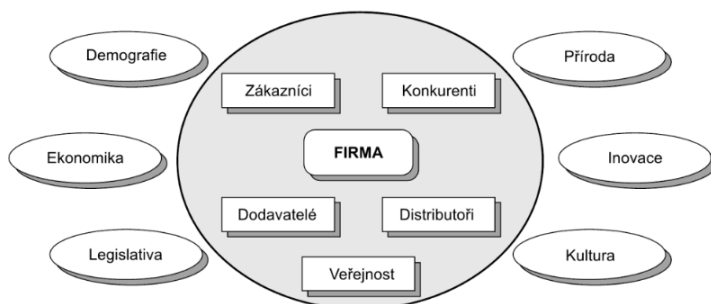 Demografie
Příroda
Zákazníci
Konkurenti
FIRMA
Ekonomika
Inovace
Dodavatelé
Distributoři
Legislativa
Kultura
Veřejnost